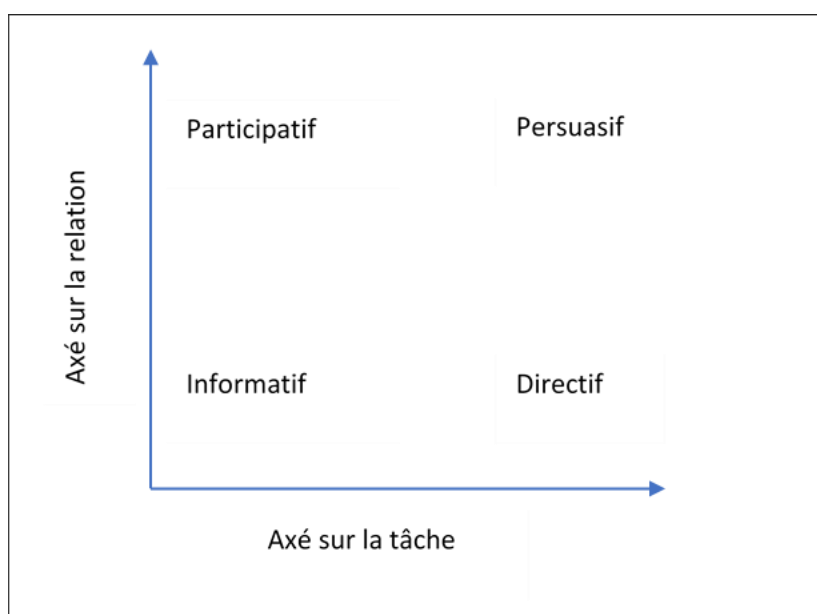 Participatif
Persuasif
Axé sur la relation
Informatif
Directif
Axé sur la tâche